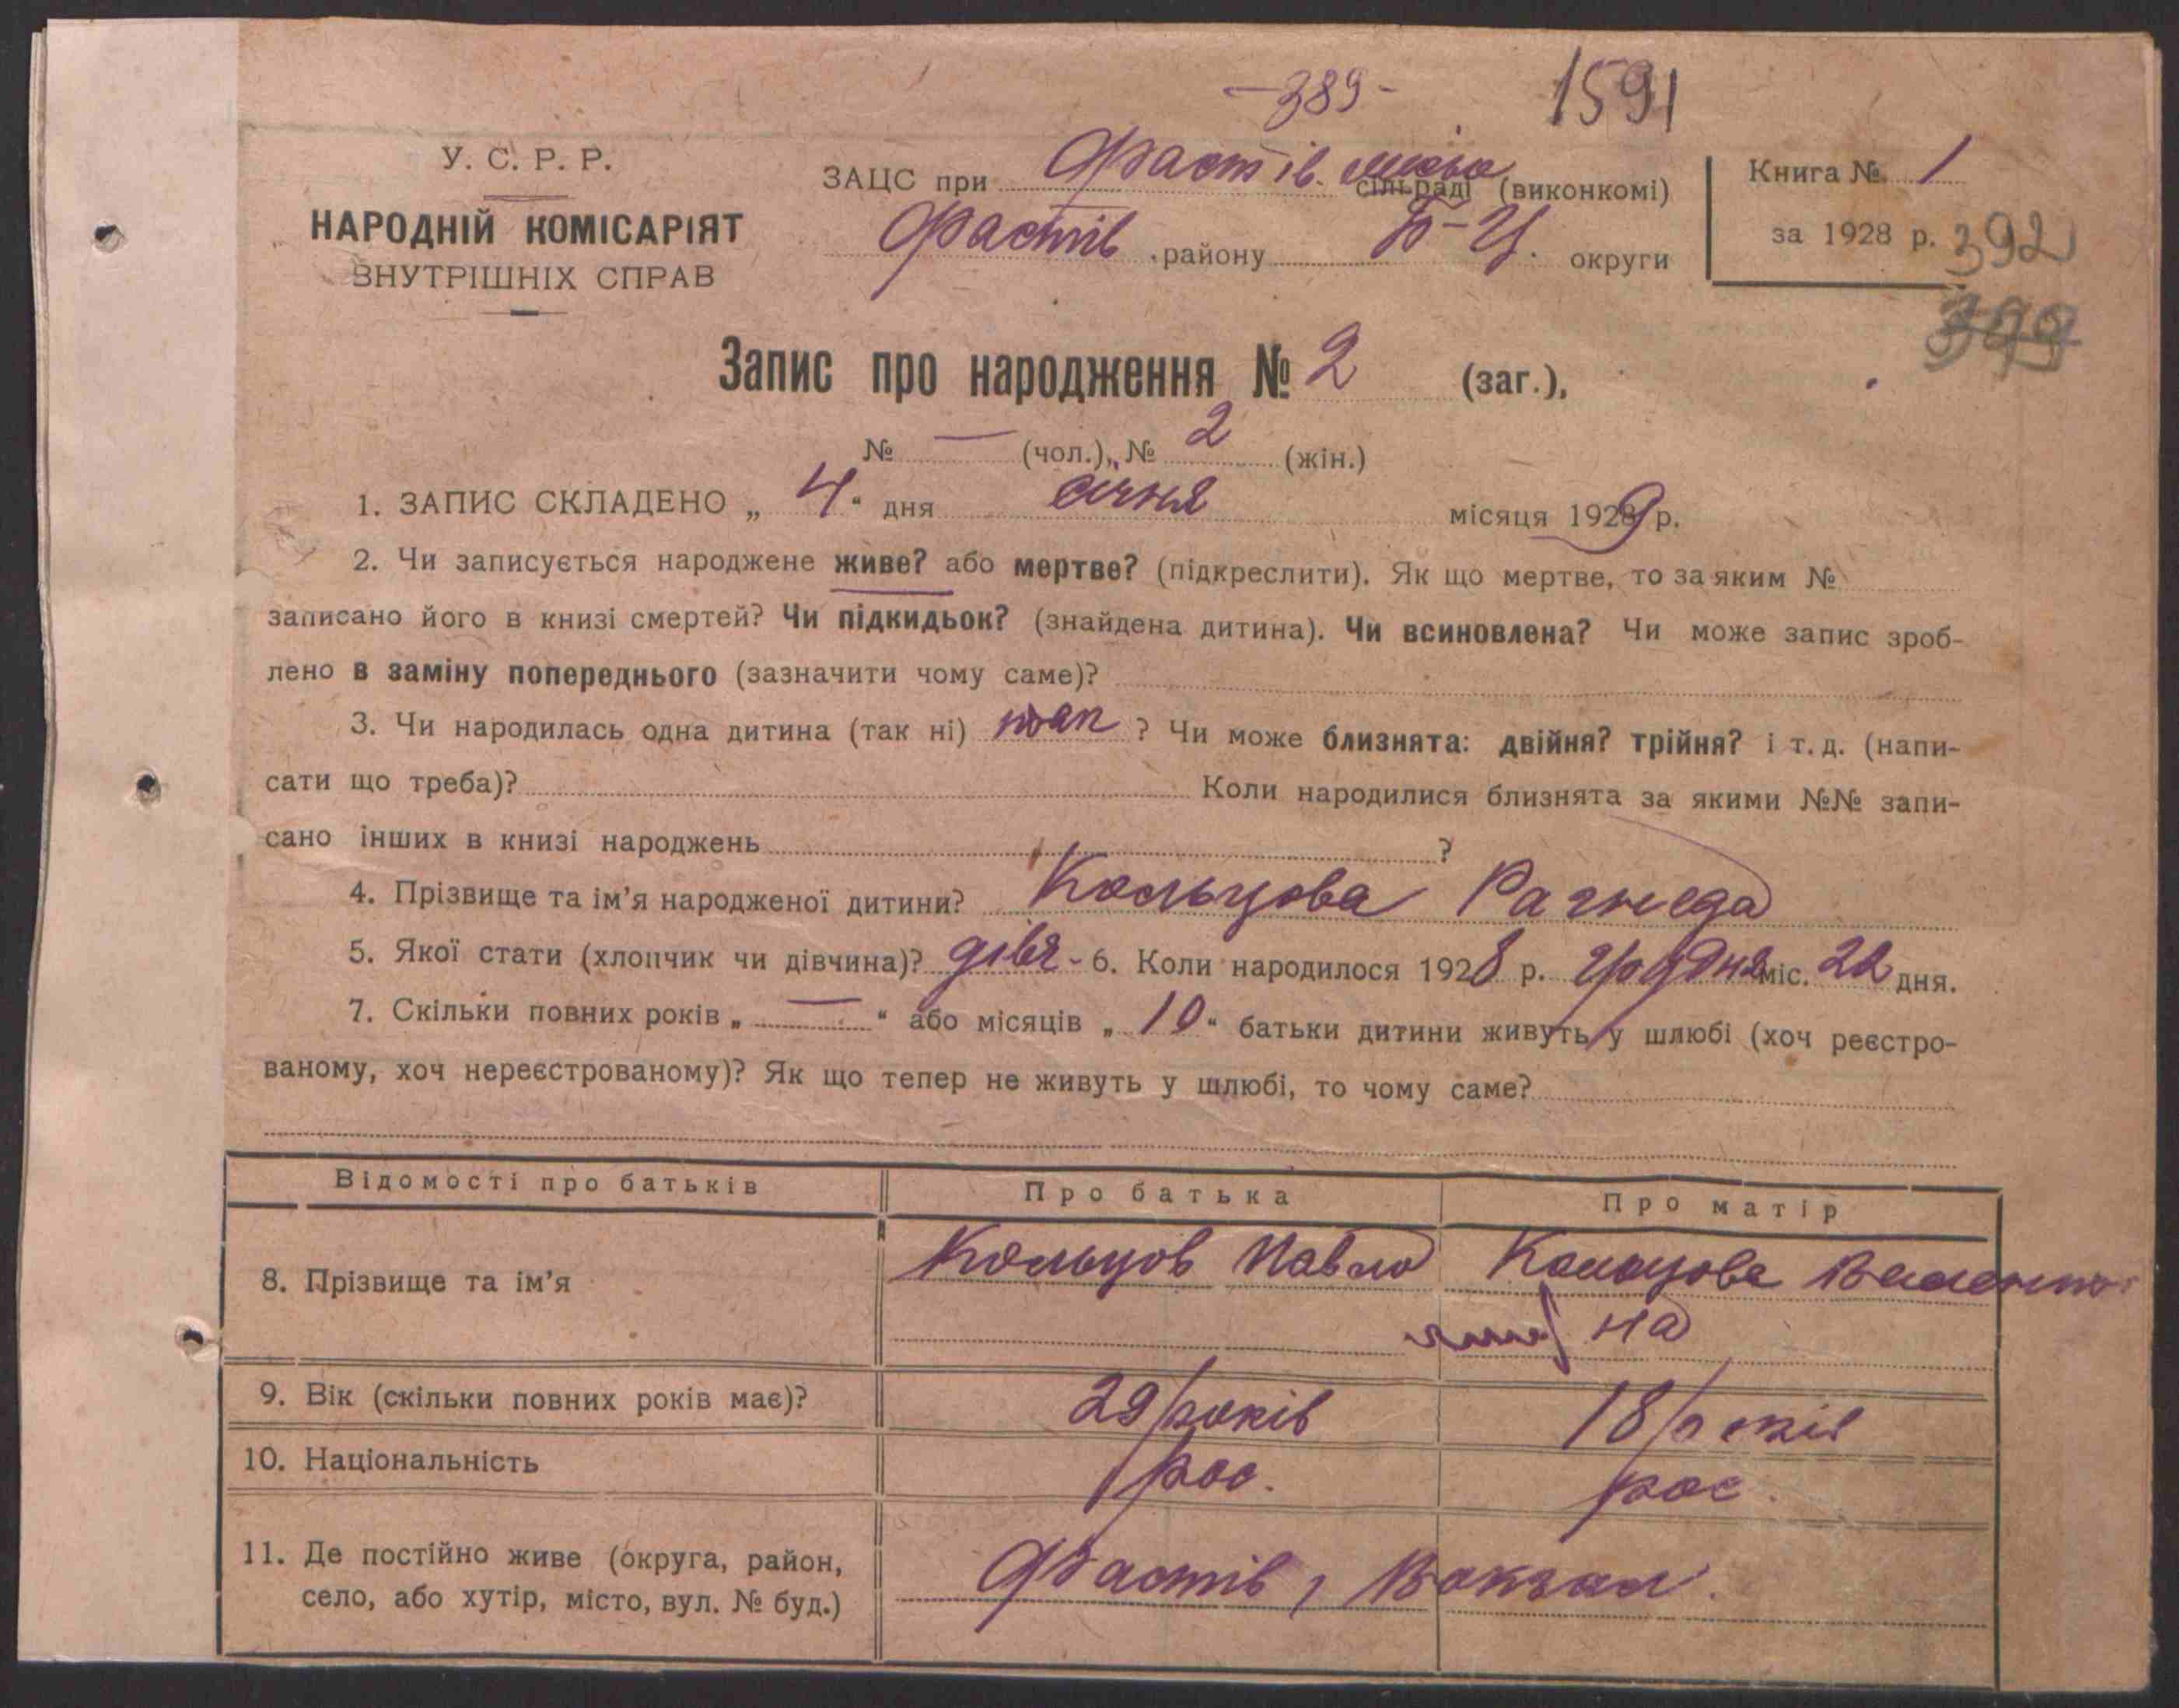 -389- 1591
У. С. Р. Р.
НАРОДНІЙ КОМІСАРІЯТ
ВНУТРІШНІХ СПРАВ
ЗАЦС при Фастів. міськ сільраді (виконкомі)
Фастів району Б-Ц. округи
Книга № 1
за 1928 р. 392
Запис про народження № 2 (заг.),
№ — (чол.), № 2 (жін.)
1. ЗАПИС СКЛАДЕНО „ 4 “ дня січня місяця 1929 р.
2. Чи записується народжене живе? або мертве? (підкреслити). Як що мертве, то за яким №
записано його в книзі смертей? Чи підкидьок? (знайдена дитина). Чи всиновлена? Чи може запис зроб-
лено в заміну попереднього (зазначити чому саме)?
3. Чи народилась одна дитина (так ні) так ? Чи може близнята: двійня? трійня? і т. д. (напи-
сати що треба)? Коли народилися близнята за якими №№ запи-
сано інших в книзі народжень ?
4. Прізвище та ім’я народженої дитини? Кольцова Рагнеда
5. Якої стати (хлопчик чи дівчина)? дівч- 6. Коли народилося 1928 р. грудня міс. 22 дня.
7. Скільки повних років „ — “ або місяців „ 10 “ батьки дитини живуть у шлюбі (хоч реєстро-
ваному, хоч нереєстрованому)? Як що тепер не живуть у шлюбі, то чому саме?
Відомості про батьків Про батька Про матір
8. Прізвище та ім’я Кольцов Павло Кольцова Валенти-
на
9. Вік (скільки повних років має)? 29 років 18 років
10. Національність рос. рос.
11. Де постійно живе (округа, район, Фастів, Вокзал.
село, або хутір, місто, вул. № буд.)